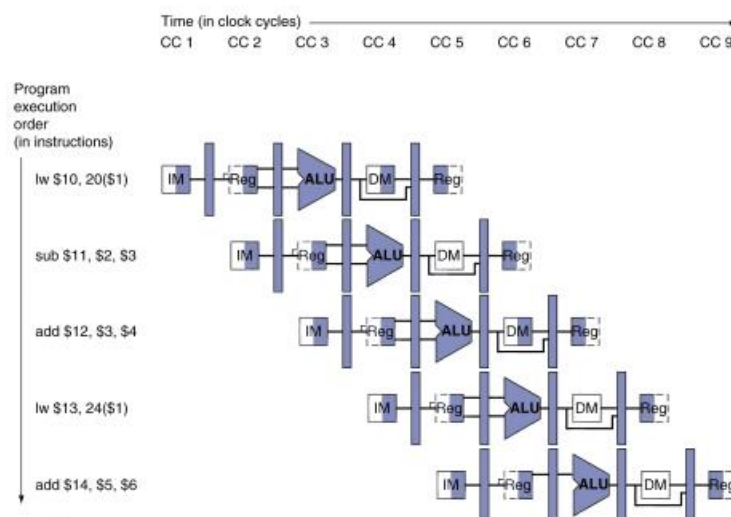 Time (in clock cycles)
CC 1 CC 2 CC 3 CC 4 CC 5 CC 6 CC 7 CC 8 CC 9
Program
execution
order
(in instructions)
lw $10, 20($1) IM Reg ALU DM Reg
sub $11, $2, $3 IM Reg ALU DM Reg
add $12, $3, $4 IM Reg ALU DM Reg
lw $13, 24($1) IM Reg ALU DM Reg
add $14, $5, $6 IM Reg ALU DM Reg